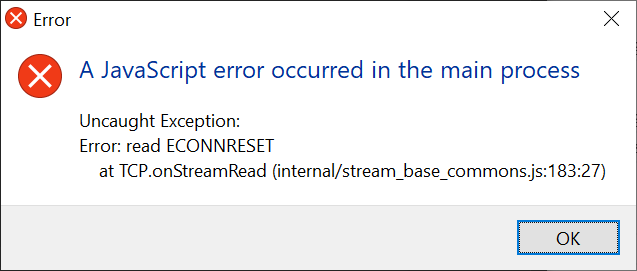 Error
A JavaScript error occurred in the main process
Uncaught Exception:
Error: read ECONNRESET
at TCP.onStreamRead (internal/stream_base_commons.js:183:27)
OK